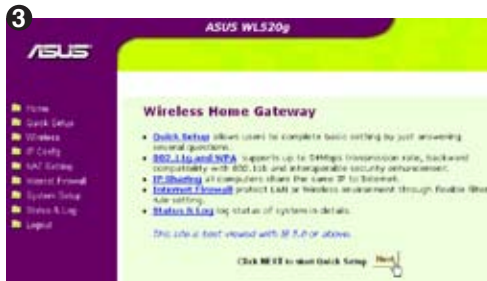 3
ASUS WL520g
ASUS
Home
Quick Setup
Wireless
IP Config
NAT Setting
Internet Firewall
System Setup
Status & Log
Logout
Wireless Home Gateway
Quick Setup allows users to complete basic setting by just answering
several questions.
802.11g and WPA supports up to 54Mbps transmission rate, backward
compatibility with 802.11b and interoperable security enhancement.
IP Sharing all computers share the same IP to Internet.
Internet Firewall protect LAN or Wireless environment through flexible filter
rule setting.
Status & Log log status of system in details.
This site is best viewed with IE 5.0 or above.
Click NEXT to start Quick Setup Next